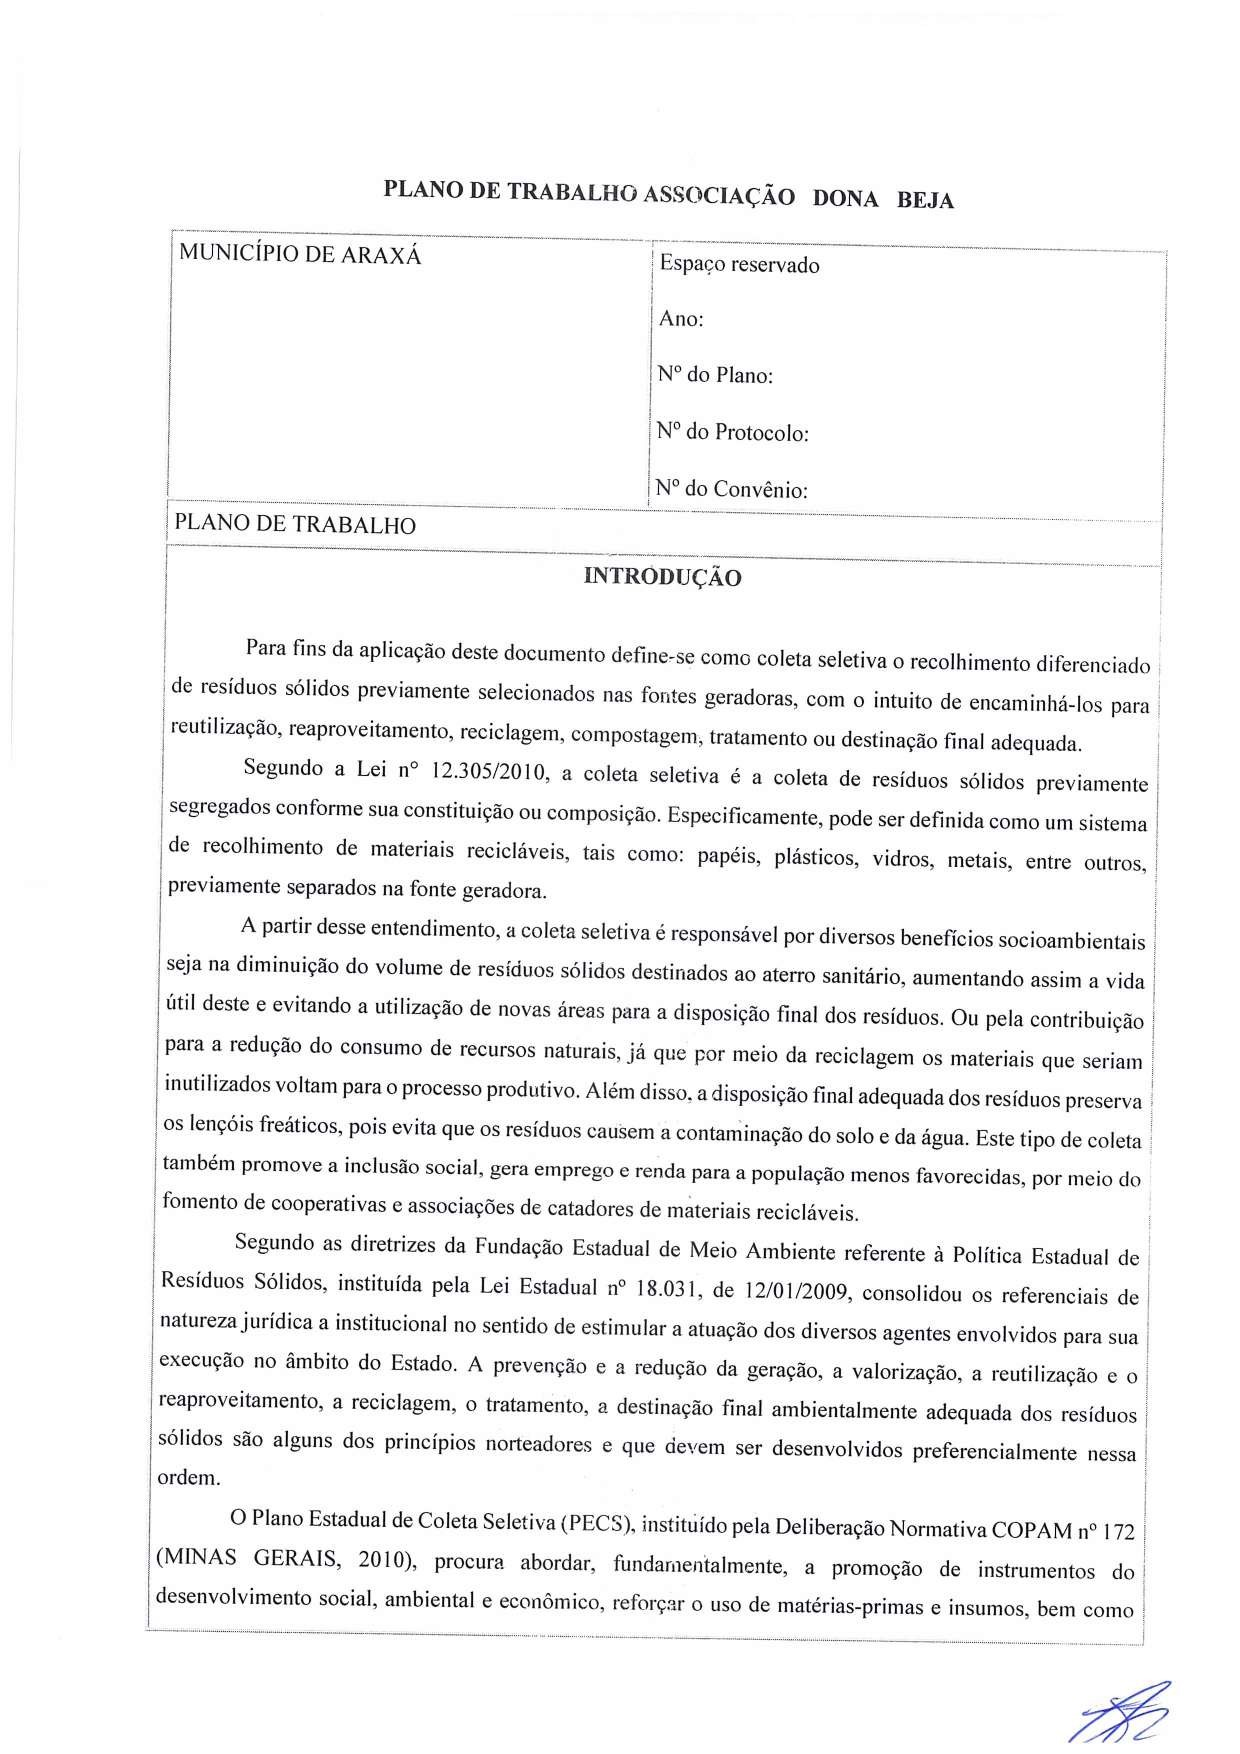 PLANO DE TRABALHO ASSOCIAÇÃO DONA BEJA
MUNICÍPIO DE ARAXÁ
Espaço reservado
Ano:
Nº do Plano:
Nº do Protocolo:
Nº do Convênio:
PLANO DE TRABALHO
INTRODUÇÃO
Para fins da aplicação deste documento define-se como coleta seletiva o recolhimento diferenciado
de resíduos sólidos previamente selecionados nas fontes geradoras, com o intuito de encaminhá-los para
reutilização, reaproveitamento, reciclagem, compostagem, tratamento ou destinação final adequada.
Segundo a Lei nº 12.305/2010, a coleta seletiva é a coleta de resíduos sólidos previamente
segregados conforme sua constituição ou composição. Especificamente, pode ser definida como um sistema
de recolhimento de materiais recicláveis, tais como: papéis, plásticos, vidros, metais, entre outros,
previamente separados na fonte geradora.
A partir desse entendimento, a coleta seletiva é responsável por diversos benefícios socioambientais
seja na diminuição do volume de resíduos sólidos destinados ao aterro sanitário, aumentando assim a vida
útil deste e evitando a utilização de novas áreas para a disposição final dos resíduos. Ou pela contribuição
para a redução do consumo de recursos naturais, já que por meio da reciclagem os materiais que seriam
inutilizados voltam para o processo produtivo. Além disso, a disposição final adequada dos resíduos preserva
os lençóis freáticos, pois evita que os resíduos causem a contaminação do solo e da água. Este tipo de coleta
também promove a inclusão social, gera emprego e renda para a população menos favorecidas, por meio do
fomento de cooperativas e associações de catadores de materiais recicláveis.
Segundo as diretrizes da Fundação Estadual de Meio Ambiente referente à Política Estadual de
Resíduos Sólidos, instituída pela Lei Estadual nº 18.031, de 12/01/2009, consolidou os referenciais de
natureza jurídica a institucional no sentido de estimular a atuação dos diversos agentes envolvidos para sua
execução no âmbito do Estado. A prevenção e a redução da geração, a valorização, a reutilização e o
reaproveitamento, a reciclagem, o tratamento, a destinação final ambientalmente adequada dos resíduos
sólidos são alguns dos princípios norteadores e que devem ser desenvolvidos preferencialmente nessa
ordem.
O Plano Estadual de Coleta Seletiva (PECS), instituído pela Deliberação Normativa COPAM nº 172
(MINAS GERAIS, 2010), procura abordar, fundamentalmente, a promoção de instrumentos do
desenvolvimento social, ambiental e econômico, reforçar o uso de matérias-primas e insumos, bem como